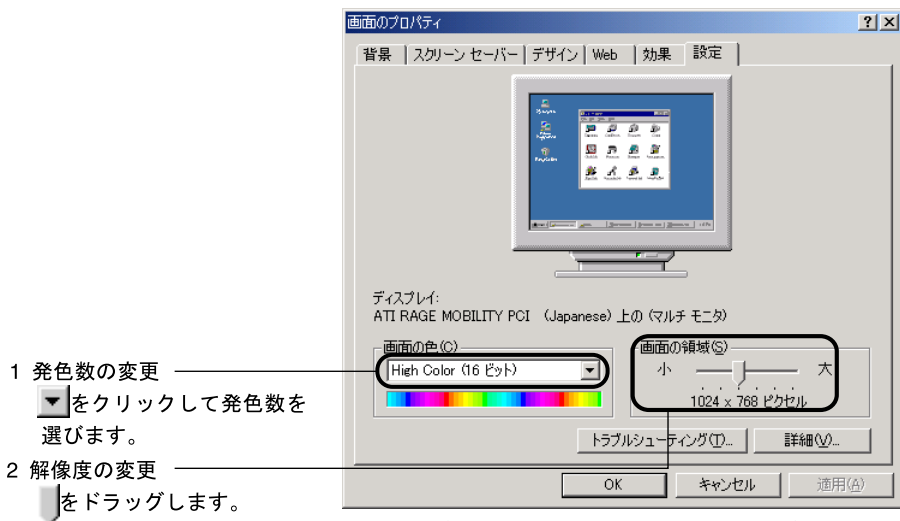 画面のプロパティ
背景 スクリーン セーバー デザイン Web 効果 設定
ディスプレイ:
ATI RAGE MOBILITY PCI (Japanese) 上の (マルチ モニタ)
画面の色(C)
High Color (16 ビット)
画面の領域(S)
小 大
1024 x 768 ピクセル
トラブルシューティング(T)... 詳細(V)...
OK キャンセル 適用(A)
1 発色数の変更
をクリックして発色数を
選びます。
2 解像度の変更
をドラッグします。